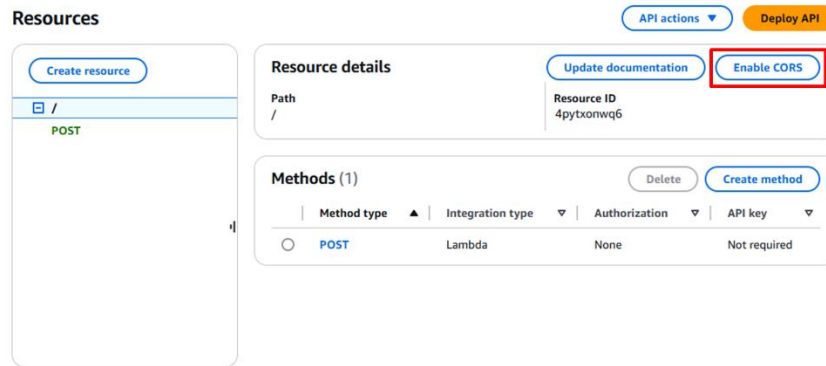 Resources
API actions ▼
Deploy API
Create resource
/
POST
Resource details
Update documentation
Enable CORS
Path
/
Resource ID
4pytxonwq6
Methods (1)
Delete
Create method
Method type ▲ Integration type ▽ Authorization ▽ API key ▽
POST Lambda None Not required